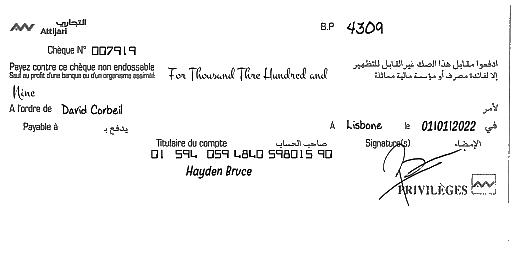 التجاري
Attijari
B.P 4309
Chèque N° 007919
Payez contre ce chèque non endossable
Sauf au profit d'une banque ou d'un organisme assimilé
For Thousand Thre Hundred and
ادفعوا مقابل هذا الصك غير القابل للتظهير
إلا لفائدة مصرف أو مؤسسة مالية مماثلة
Nine
A l'ordre de David Corbeil لأمر
Payable à يدفع بـ A Lisbone le 01/01/2022 في
Titulaire du compte صاحب الحساب Signature(s) الإمضاء
01 594 059 4840 598015 90
Hayden Bruce
PRIVILÈGES